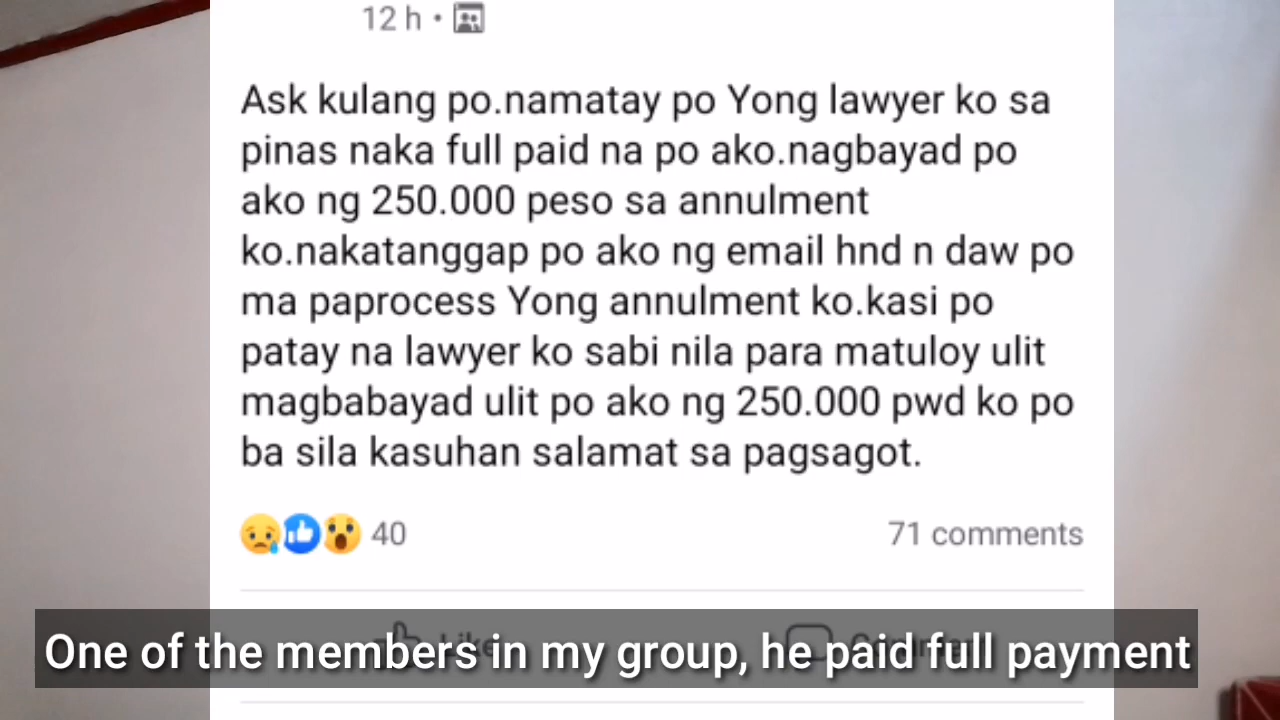 12 h •
Ask kulang po.namatay po Yong lawyer ko sa
pinas naka full paid na po ako.nagbayad po
ako ng 250.000 peso sa annulment
ko.nakatanggap po ako ng email hnd n daw po
ma paprocess Yong annulment ko.kasi po
patay na lawyer ko sabi nila para matuloy ulit
magbabayad ulit po ako ng 250.000 pwd ko po
ba sila kasuhan salamat sa pagsagot.
40 71 comments
One of the members in my group, he paid full payment